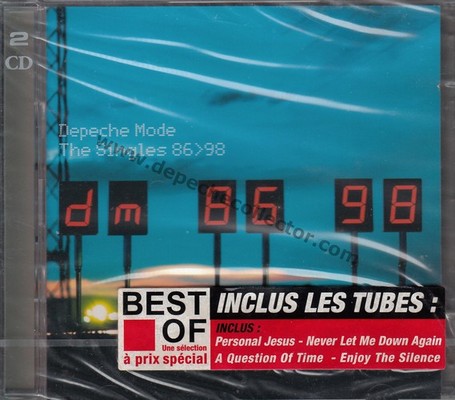 2
CD
Depeche Mode
The Singles 86>98
www.depechecollector.com
dm 86 98
BEST
OF
Une sélection
à prix spécial
INCLUS LES TUBES :
INCLUS :
Personal Jesus - Never Let Me Down Again
A Question Of Time - Enjoy The Silence